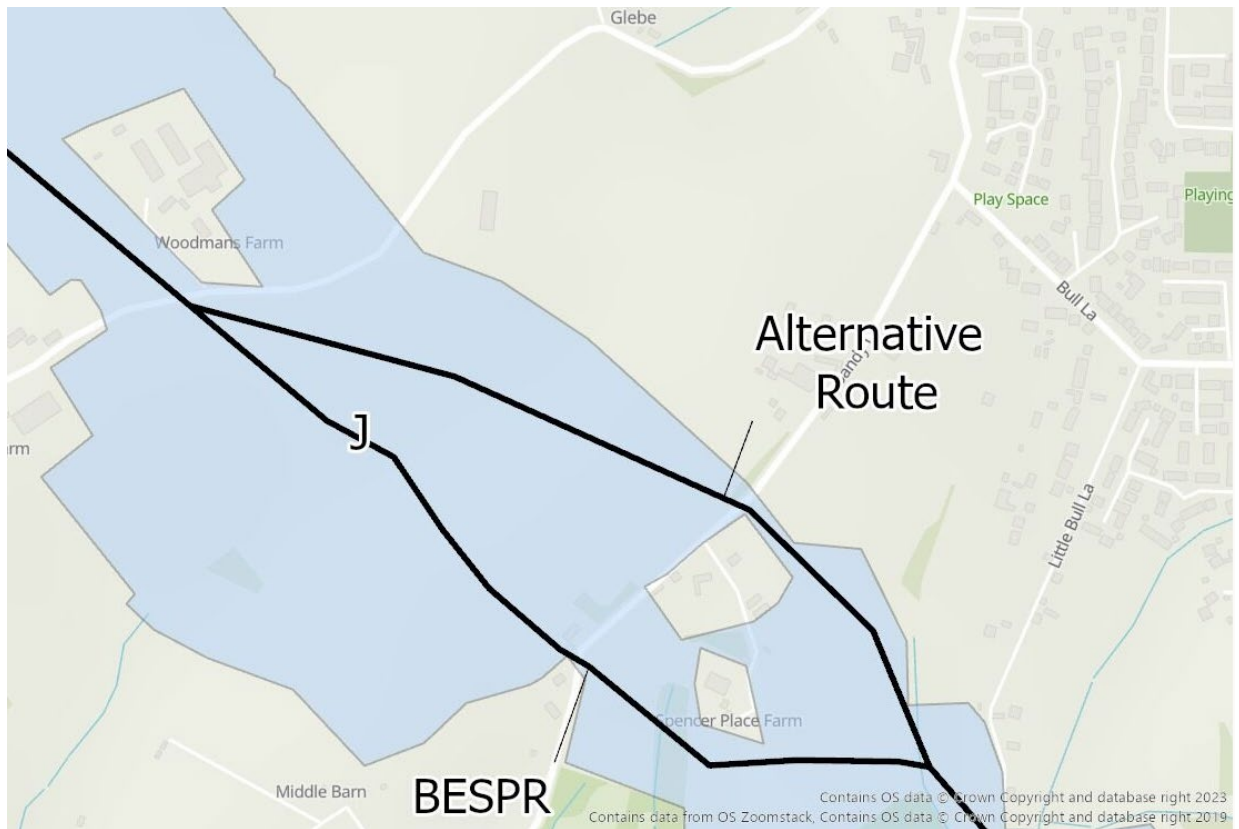 Glebe
Play Space
Playing
Woodmans Farm
Bull La
Alternative
Route
J
Little Bull La
Spencer Place Farm
Middle Barn
BESPR
Contains OS data © Crown Copyright and database right 2023
Contains data from OS Zoomstack, Contains OS data © Crown Copyright and database right 2019